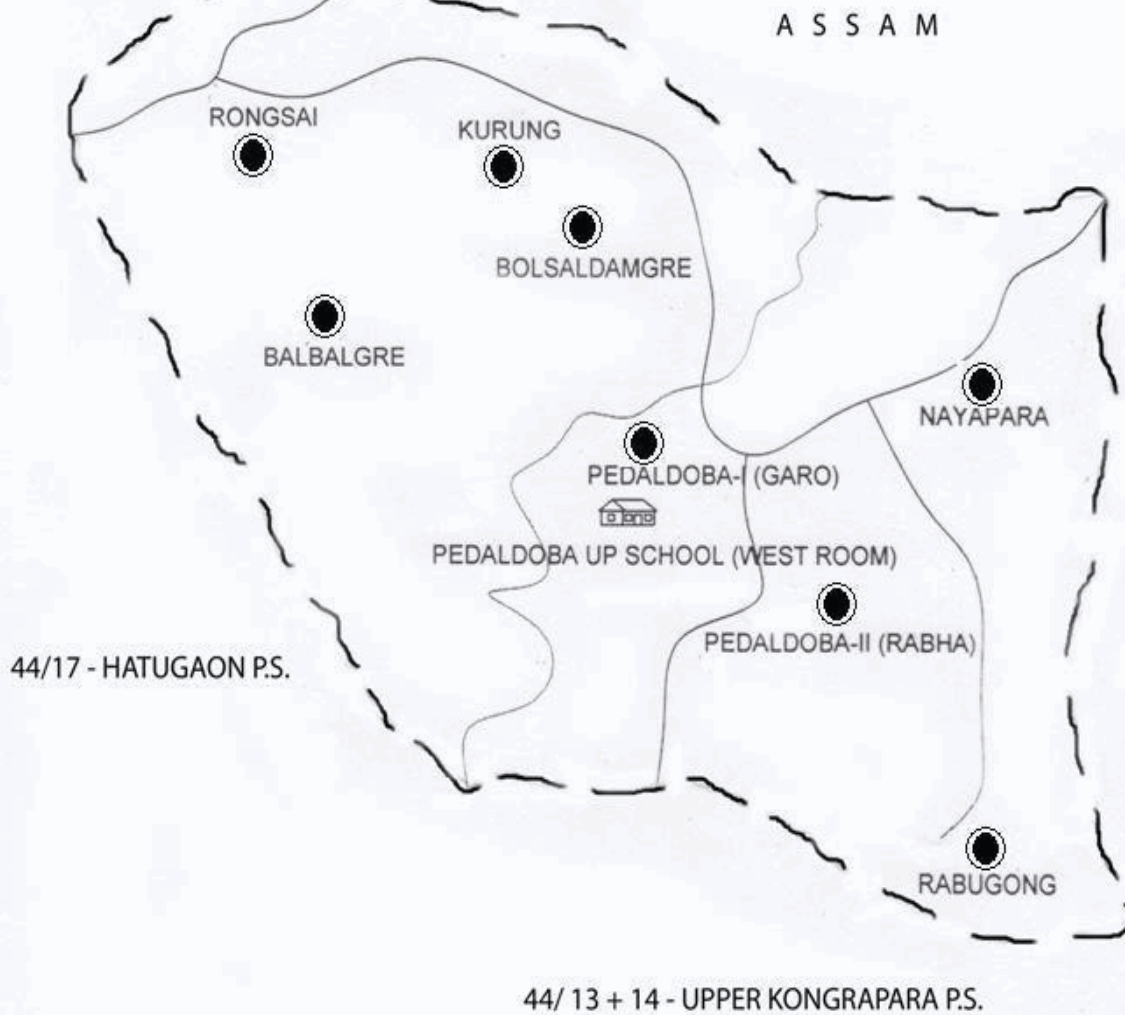 A S S A M
RONGSAI
KURUNG
BOLSALDAMGRE
BALBALGRE
NAYAPARA
PEDALDOBA-I (GARO)
PEDALDOBA UP SCHOOL (WEST ROOM)
PEDALDOBA-II (RABHA)
44/17 - HATUGAON P.S.
RABUGONG
44/ 13 + 14 - UPPER KONGRAPARA P.S.